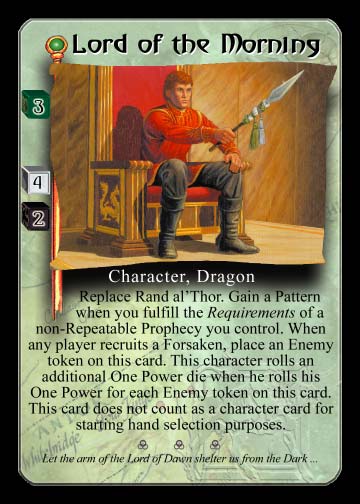 Lord of the Morning
3
4
2
Character, Dragon
Replace Rand al'Thor. Gain a Pattern
when you fulfill the Requirements of a
non-Repeatable Prophecy you control. When
any player recruits a Forsaken, place an Enemy
token on this card. This character rolls an
additional One Power die when he rolls his
One Power for each Enemy token on this card.
This card does not count as a character card for
starting hand selection purposes.
Whitebridge
Let the arm of the Lord of Dawn shelter us from the Dark ...